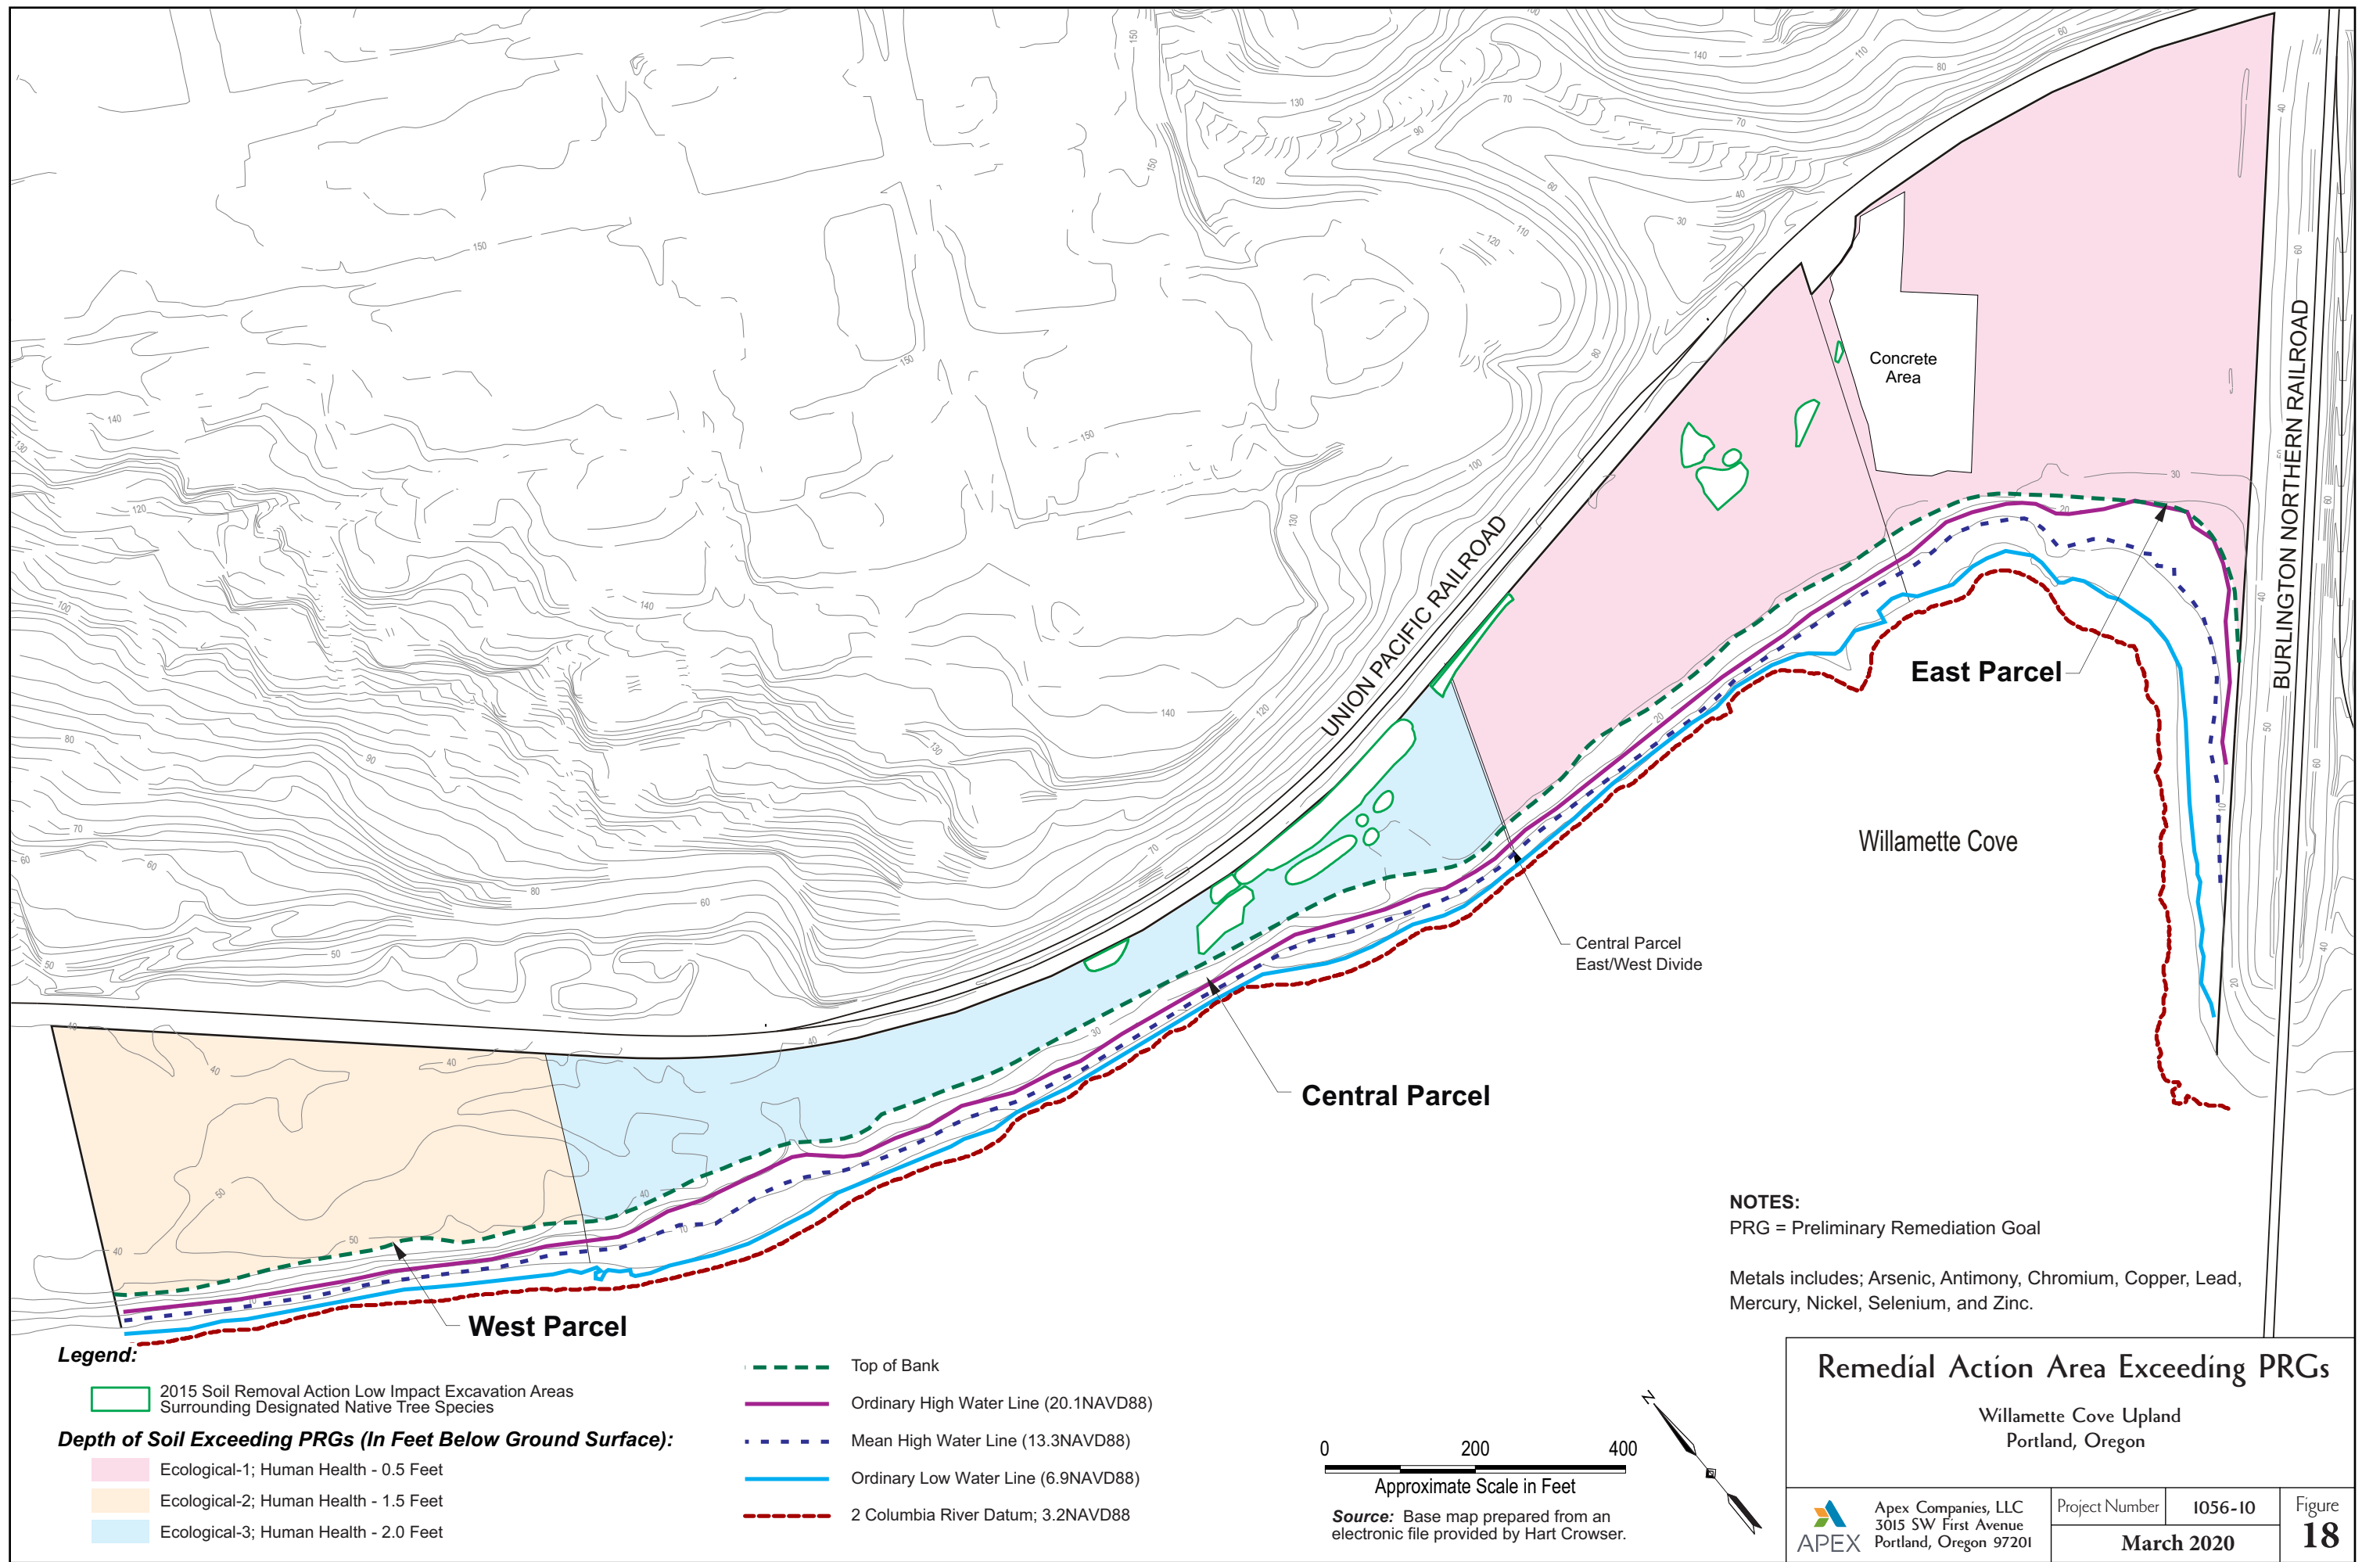 UNION PACIFIC RAILROAD
BURLINGTON NORTHERN RAILROAD
Concrete
Area
East Parcel
Willamette Cove
Central Parcel
East/West Divide
Central Parcel
West Parcel
NOTES:
PRG = Preliminary Remediation Goal
Metals includes; Arsenic, Antimony, Chromium, Copper, Lead,
Mercury, Nickel, Selenium, and Zinc.
Legend:
2015 Soil Removal Action Low Impact Excavation Areas
Surrounding Designated Native Tree Species
Depth of Soil Exceeding PRGs (In Feet Below Ground Surface):
Ecological-1; Human Health - 0.5 Feet
Ecological-2; Human Health - 1.5 Feet
Ecological-3; Human Health - 2.0 Feet
Top of Bank
Ordinary High Water Line (20.1NAVD88)
Mean High Water Line (13.3NAVD88)
Ordinary Low Water Line (6.9NAVD88)
2 Columbia River Datum; 3.2NAVD88
0 200 400
Approximate Scale in Feet
Source: Base map prepared from an
electronic file provided by Hart Crowser.
N
Remedial Action Area Exceeding PRGs
Willamette Cove Upland
Portland, Oregon
APEX
Apex Companies, LLC
3015 SW First Avenue
Portland, Oregon 97201
Project Number 1056-10
March 2020
Figure
18